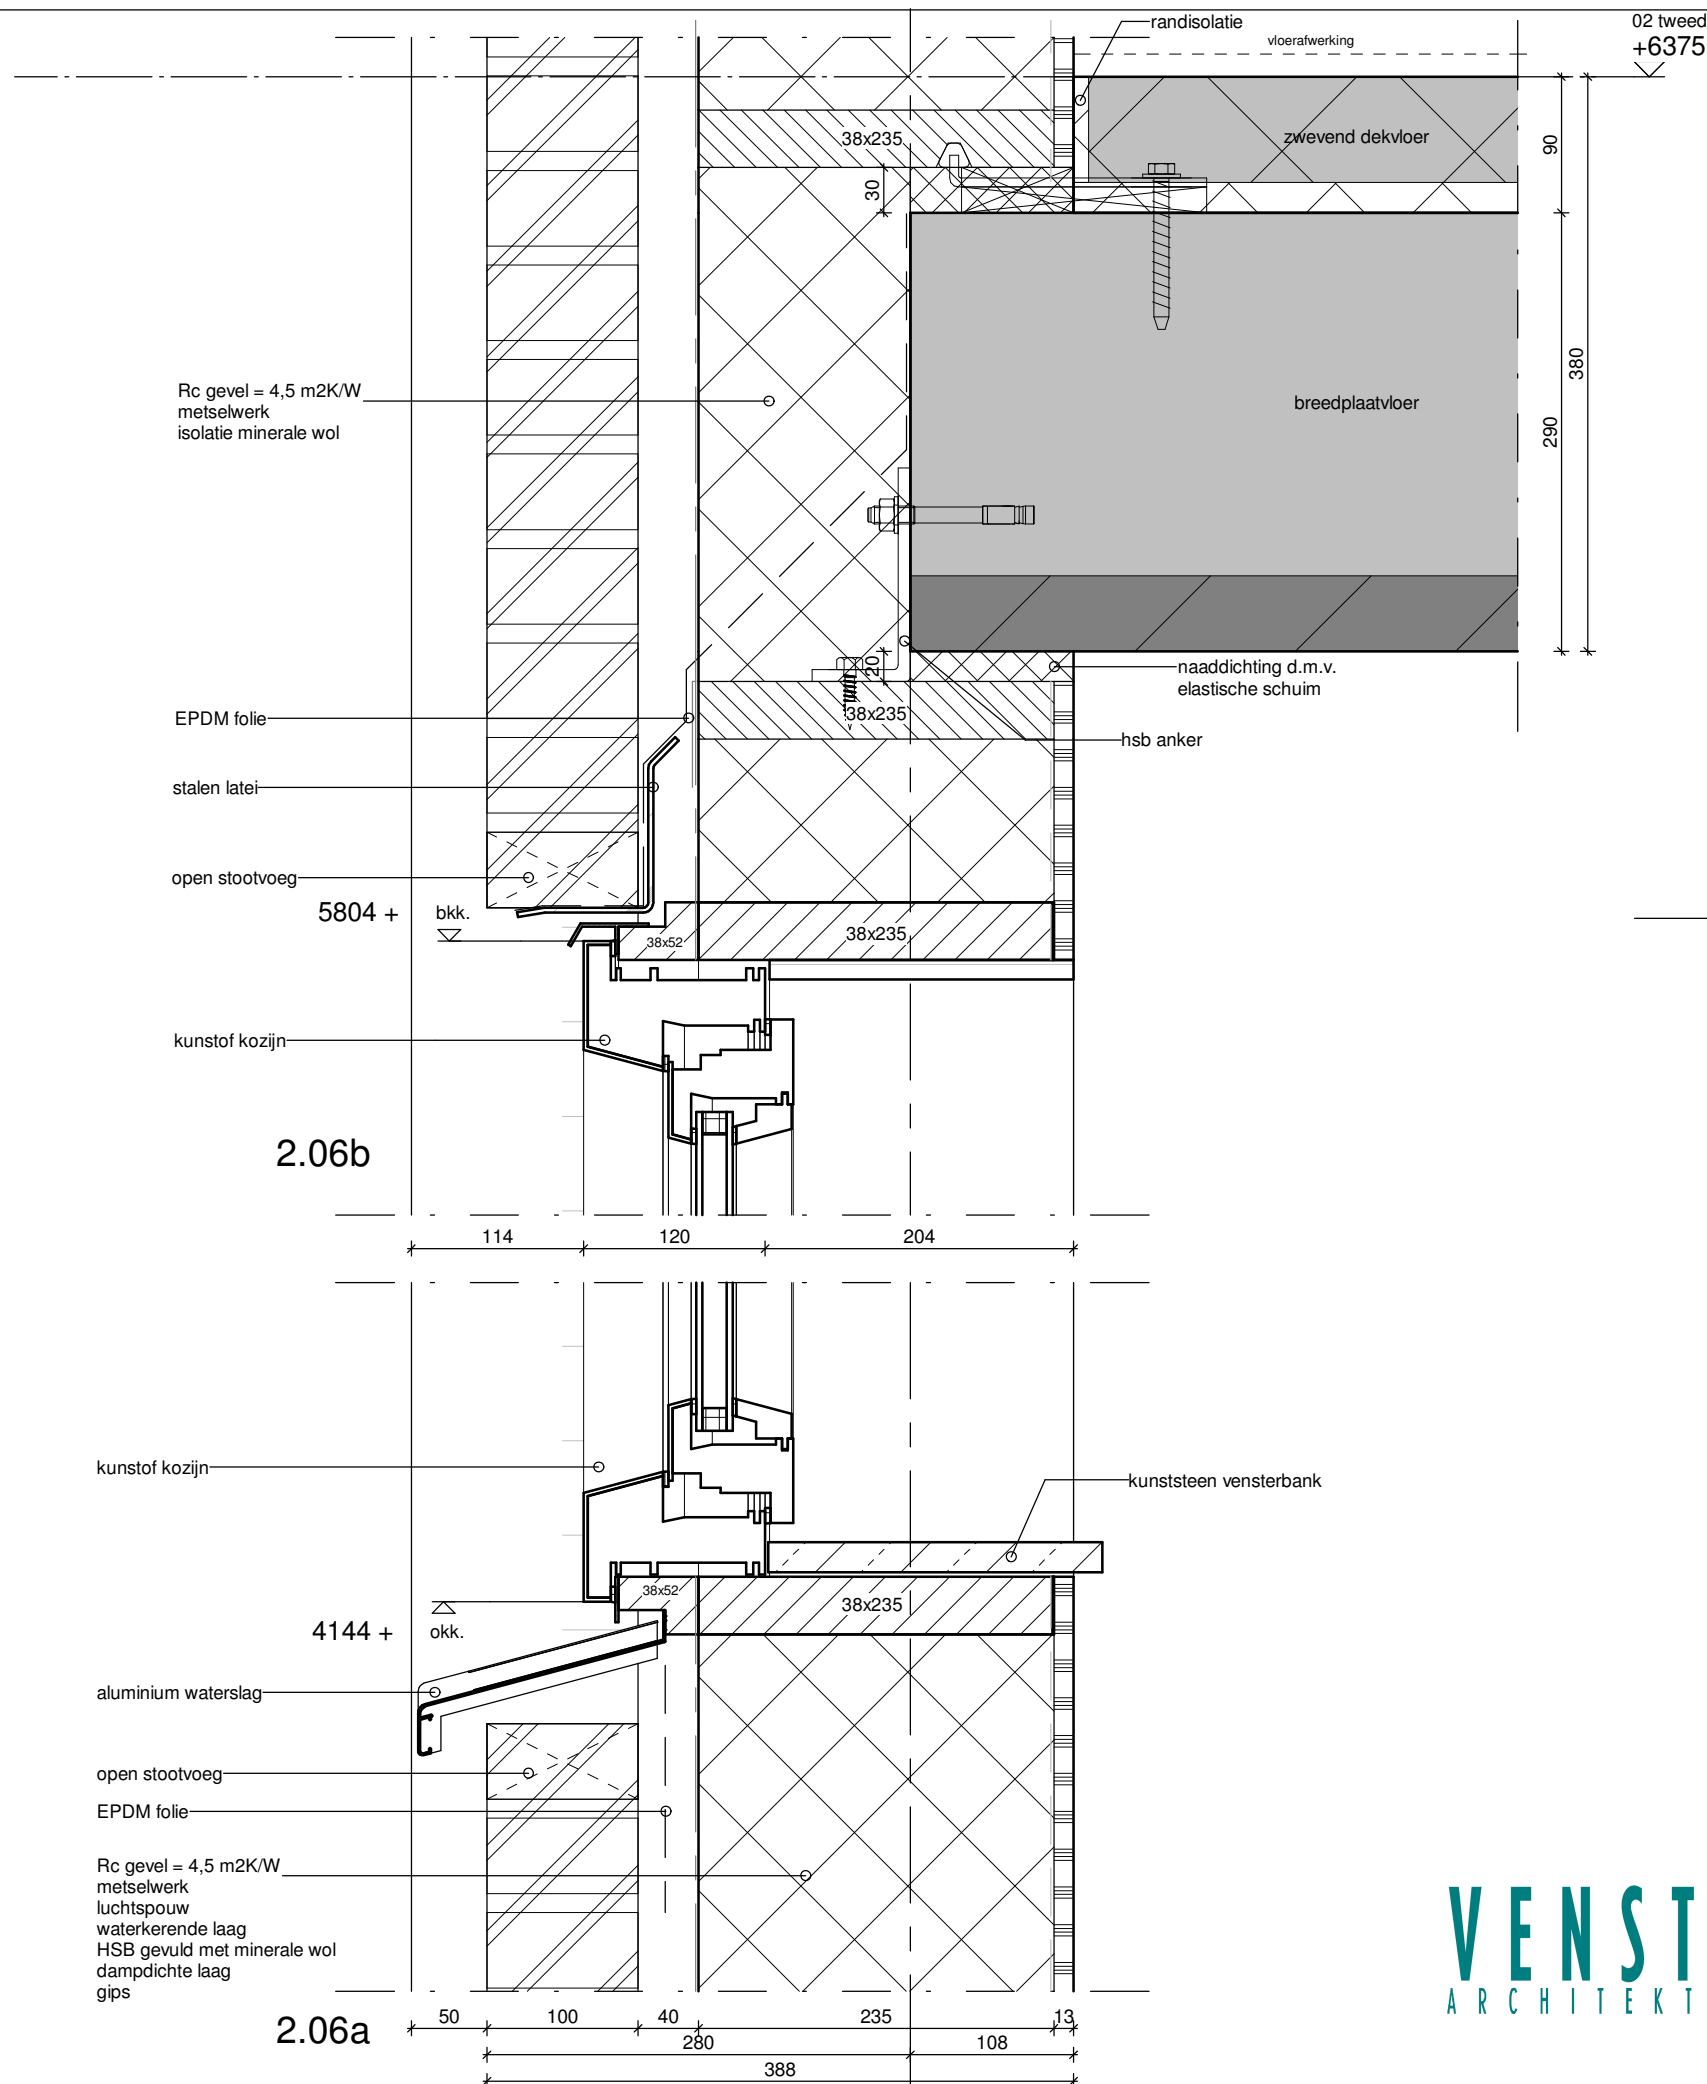 randisolatie
vloerafwerking
02 tweed
+6375
38x235
zwevend dekvloer
90
30
Rc gevel = 4,5 m2K/W
metselwerk
isolatie minerale wol
breedplaatvloer
380
290
20
naaddichting d.m.v.
elastische schuim
EPDM folie
38x235
hsb anker
stalen latei
open stootvoeg
5804 +
bkk.
38x52
38x235
kunstof kozijn
2.06b
114
120
204
kunstof kozijn
kunststeen vensterbank
38x52
38x235
4144 +
okk.
aluminium waterslag
open stootvoeg
EPDM folie
Rc gevel = 4,5 m2K/W
metselwerk
luchtspouw
waterkerende laag
HSB gevuld met minerale wol
dampdichte laag
gips
VENST
ARCHITEKT
2.06a
50
100
40
235
13
280
108
388